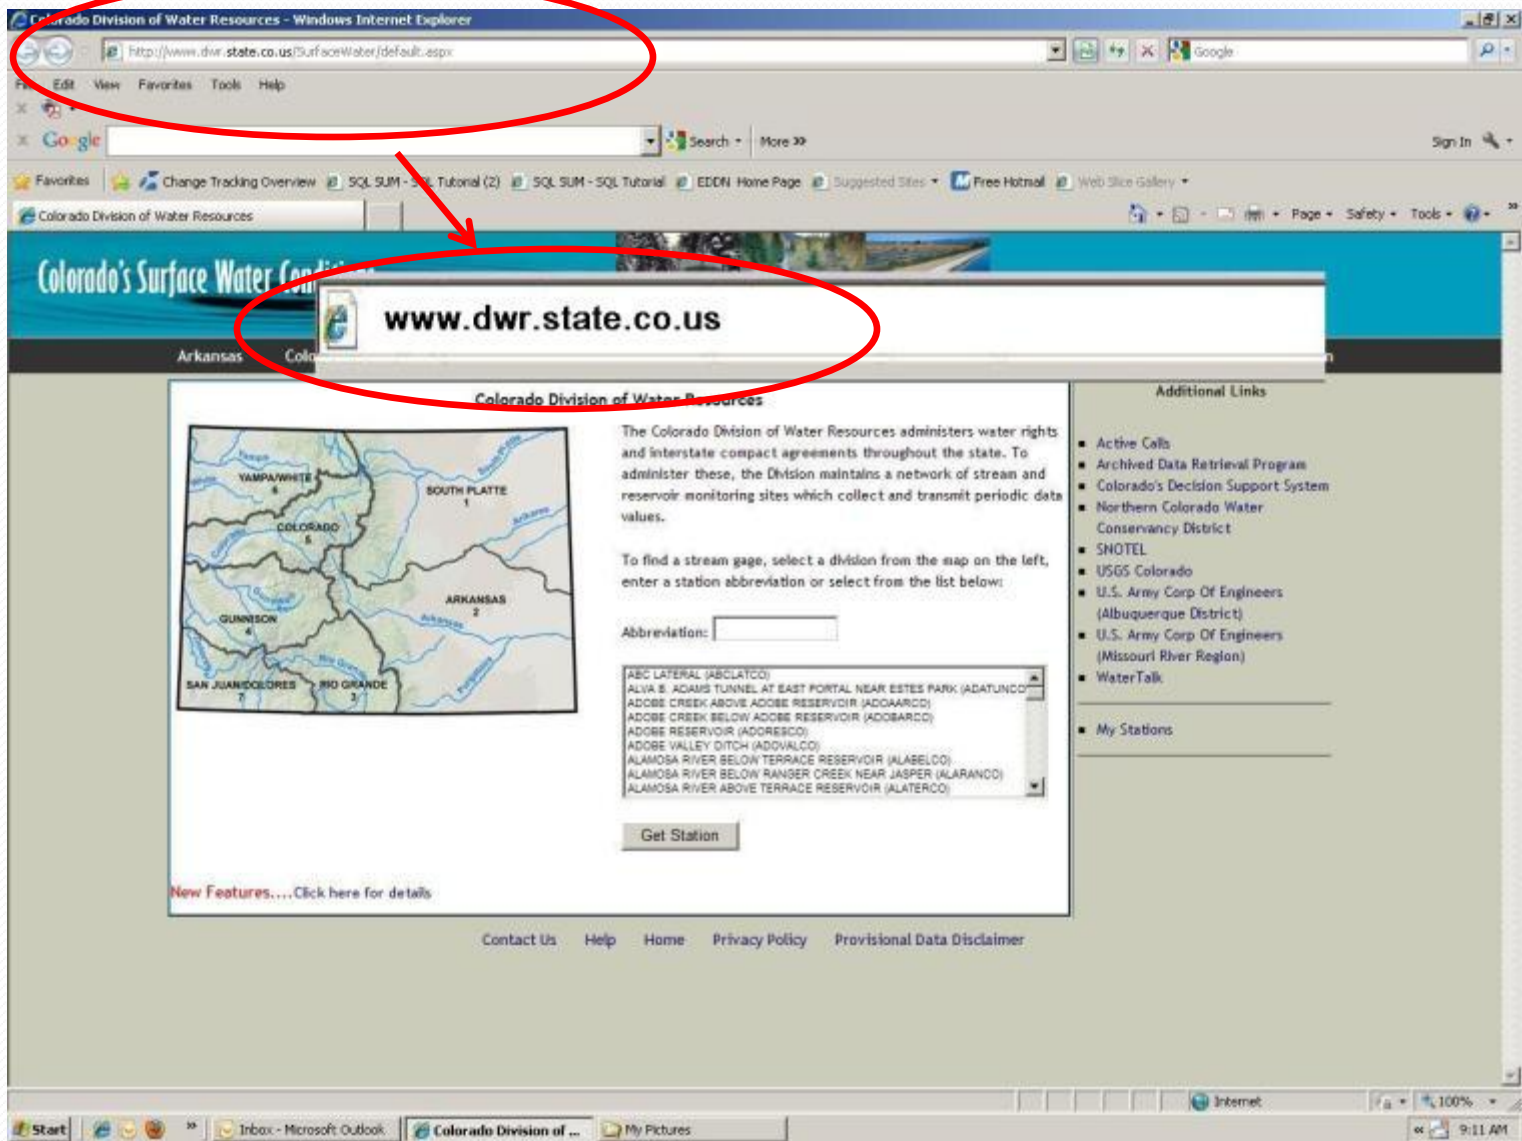 Colorado Division of Water Resources - Windows Internet Explorer
http://www.dwr.state.co.us/SurfaceWater/default.aspx
Google
Edit View Favorites Tools Help
Google
Search
More >>
Sign In
Favorites
Change Tracking Overview
SQL SUM - SQL Tutorial (2)
SQL SUM - SQL Tutorial
EDDN Home Page
Suggested Sites
Free Hotmail
Web Slice Gallery
Colorado Division of Water Resources
Page
Safety
Tools
Colorado's Surface Water Conditions
www.dwr.state.co.us
Arkansas
Colorado Division of Water Resources
The Colorado Division of Water Resources administers water rights
and interstate compact agreements throughout the state. To
administer these, the Division maintains a network of stream and
reservoir monitoring sites which collect and transmit periodic data
values.
To find a stream gage, select a division from the map on the left,
enter a station abbreviation or select from the list below:
Abbreviation:
ABC LATERAL (ABCLATCO)
ALVA B. ADAMS TUNNEL AT EAST PORTAL NEAR ESTES PARK (ADATUNCO
ADOBE CREEK ABOVE ADOBE RESERVOIR (ADOAARCO)
ADOBE CREEK BELOW ADOBE RESERVOIR (ADOBARCO)
ADOBE RESERVOIR (ADORESCO)
ADOBE VALLEY DITCH (ADOVALCO)
ALAMOSA RIVER BELOW TERRACE RESERVOIR (ALABELCO)
ALAMOSA RIVER BELOW RANGER CREEK NEAR JASPER (ALARANCO)
ALAMOSA RIVER ABOVE TERRACE RESERVOIR (ALATERCO)
Get Station
Yampa
White
YAMPA/WHITE
6
South Platte
SOUTH PLATTE
1
Arikaree
COLORADO
5
Colorado
ARKANSAS
2
Gunnison
GUNNISON
4
Arkansas
Rio Grande
SAN JUAN/DOLORES
7
RIO GRANDE
3
Purgatoire
New Features....Click here for details
Additional Links
Active Calls
Archived Data Retrieval Program
Colorado's Decision Support System
Northern Colorado Water
Conservancy District
SNOTEL
USGS Colorado
U.S. Army Corp Of Engineers
(Albuquerque District)
U.S. Army Corp Of Engineers
(Missouri River Region)
WaterTalk
My Stations
Contact Us
Help
Home
Privacy Policy
Provisional Data Disclaimer
Internet
100%
Start
Inbox - Microsoft Outlook
Colorado Division of ...
My Pictures
9:11 AM